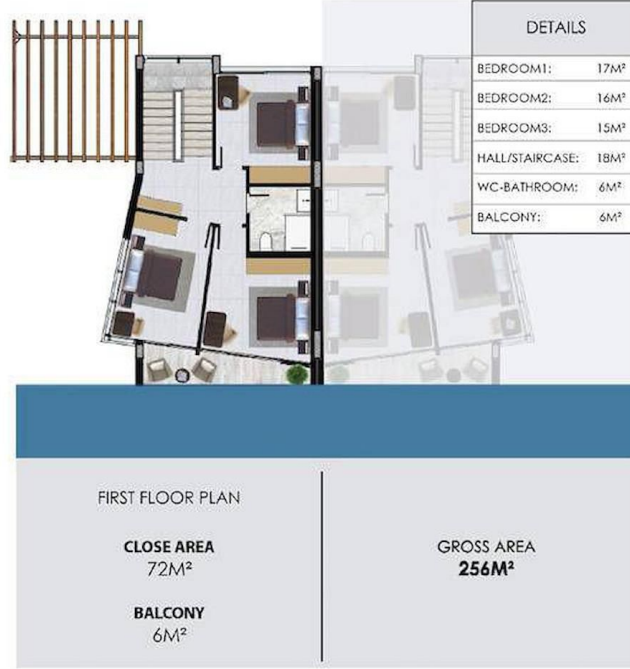 DETAILS
BEDROOM1: 17M²
BEDROOM2: 16M²
BEDROOM3: 15M²
HALL/STAIRCASE: 18M²
WC-BATHROOM: 6M²
BALCONY: 6M²
FIRST FLOOR PLAN
CLOSE AREA
72M²
BALCONY
6M²
GROSS AREA
256M²